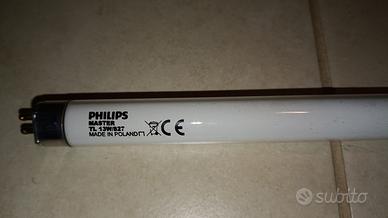 PHILIPS
MASTER
TL 13W/827
MADE IN POLAND
CE
subito